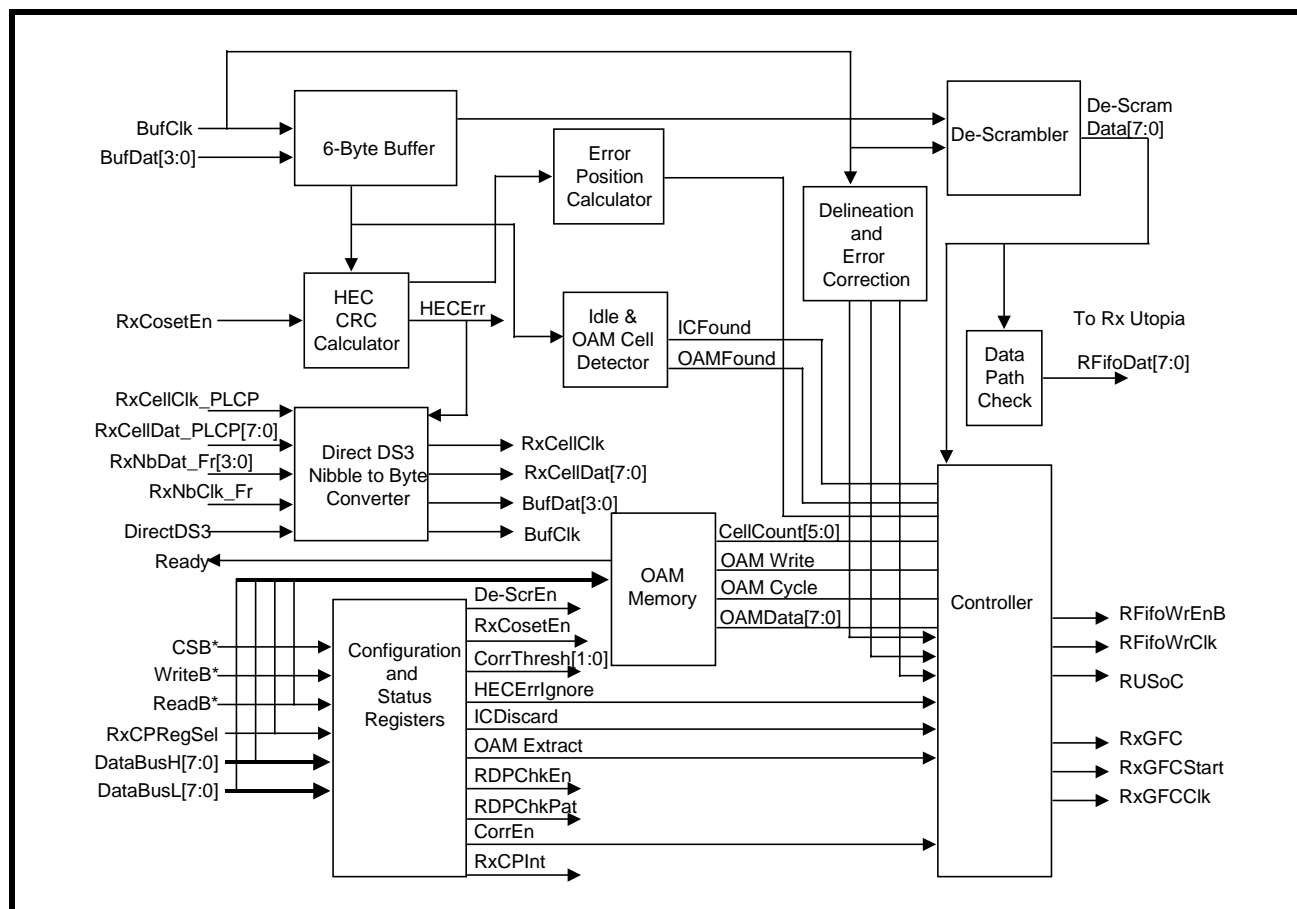 BufClk
BufDat[3:0]
6-Byte Buffer
Error
Position
Calculator
De-Scrambler
De-Scram
Data[7:0]
Delineation
and
Error
Correction
RxCosetEn
HEC
CRC
Calculator
HECErr
Idle &
OAM Cell
Detector
ICFound
OAMFound
To Rx Utopia
Data
Path
Check
RFifoDat[7:0]
RxCellClk_PLCP
RxCellDat_PLCP[7:0]
RxNbDat_Fr[3:0]
RxNbClk_Fr
DirectDS3
Direct DS3
Nibble to Byte
Converter
RxCellClk
RxCellDat[7:0]
BufDat[3:0]
BufClk
Ready
OAM
Memory
CellCount[5:0]
OAM Write
OAM Cycle
OAMData[7:0]
Controller
CSB*
WriteB*
ReadB*
RxCPRegSel
DataBusH[7:0]
DataBusL[7:0]
Configuration
and
Status
Registers
De-ScrEn
RxCosetEn
CorrThresh[1:0]
HECErrIgnore
ICDiscard
OAM Extract
RDPChkEn
RDPChkPat
CorrEn
RxCPInt
RFifoWrEnB
RFifoWrClk
RUSoC
RxGFC
RxGFCStart
RxGFCClk